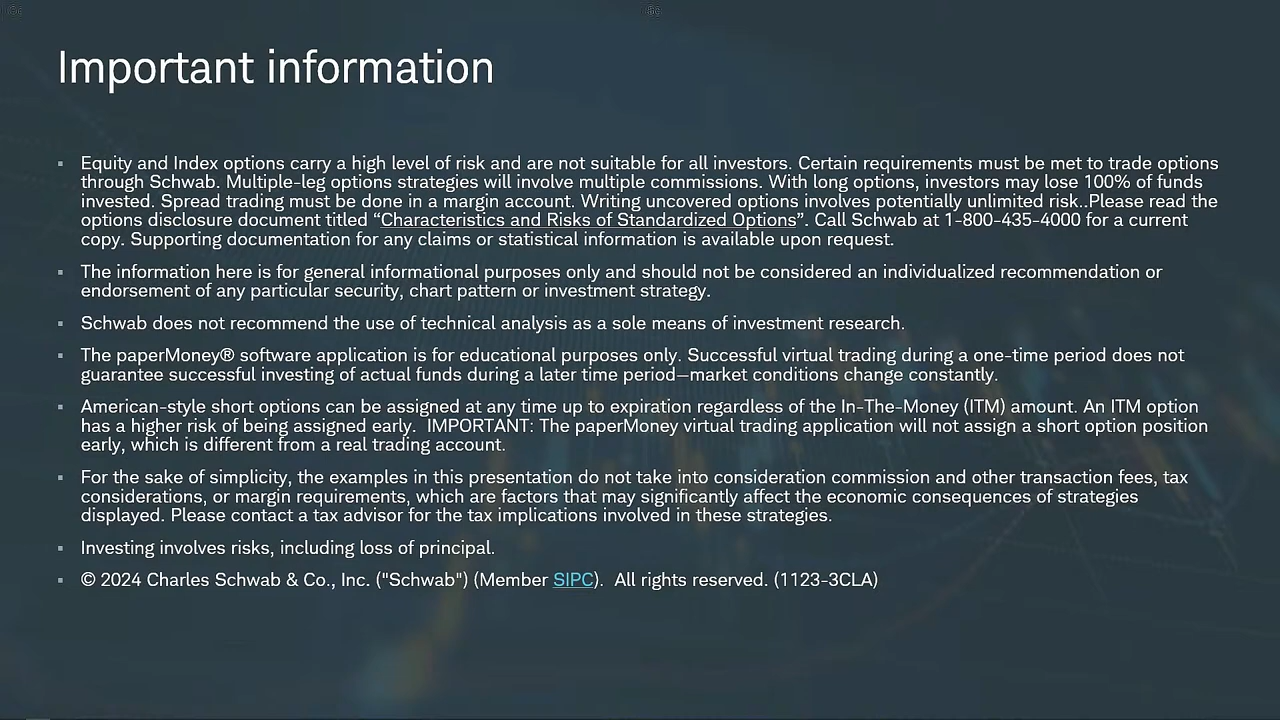 Important information
▪ Equity and Index options carry a high level of risk and are not suitable for all investors. Certain requirements must be met to trade options
through Schwab. Multiple-leg options strategies will involve multiple commissions. With long options, investors may lose 100% of funds
invested. Spread trading must be done in a margin account. Writing uncovered options involves potentially unlimited risk..Please read the
options disclosure document titled “Characteristics and Risks of Standardized Options”. Call Schwab at 1-800-435-4000 for a current
copy. Supporting documentation for any claims or statistical information is available upon request.
▪ The information here is for general informational purposes only and should not be considered an individualized recommendation or
endorsement of any particular security, chart pattern or investment strategy.
▪ Schwab does not recommend the use of technical analysis as a sole means of investment research.
▪ The paperMoney® software application is for educational purposes only. Successful virtual trading during a one-time period does not
guarantee successful investing of actual funds during a later time period—market conditions change constantly.
▪ American-style short options can be assigned at any time up to expiration regardless of the In-The-Money (ITM) amount. An ITM option
has a higher risk of being assigned early.  IMPORTANT: The paperMoney virtual trading application will not assign a short option position
early, which is different from a real trading account.
▪ For the sake of simplicity, the examples in this presentation do not take into consideration commission and other transaction fees, tax
considerations, or margin requirements, which are factors that may significantly affect the economic consequences of strategies
displayed. Please contact a tax advisor for the tax implications involved in these strategies.
▪ Investing involves risks, including loss of principal.
▪ © 2024 Charles Schwab & Co., Inc. ("Schwab") (Member SIPC).  All rights reserved. (1123-3CLA)